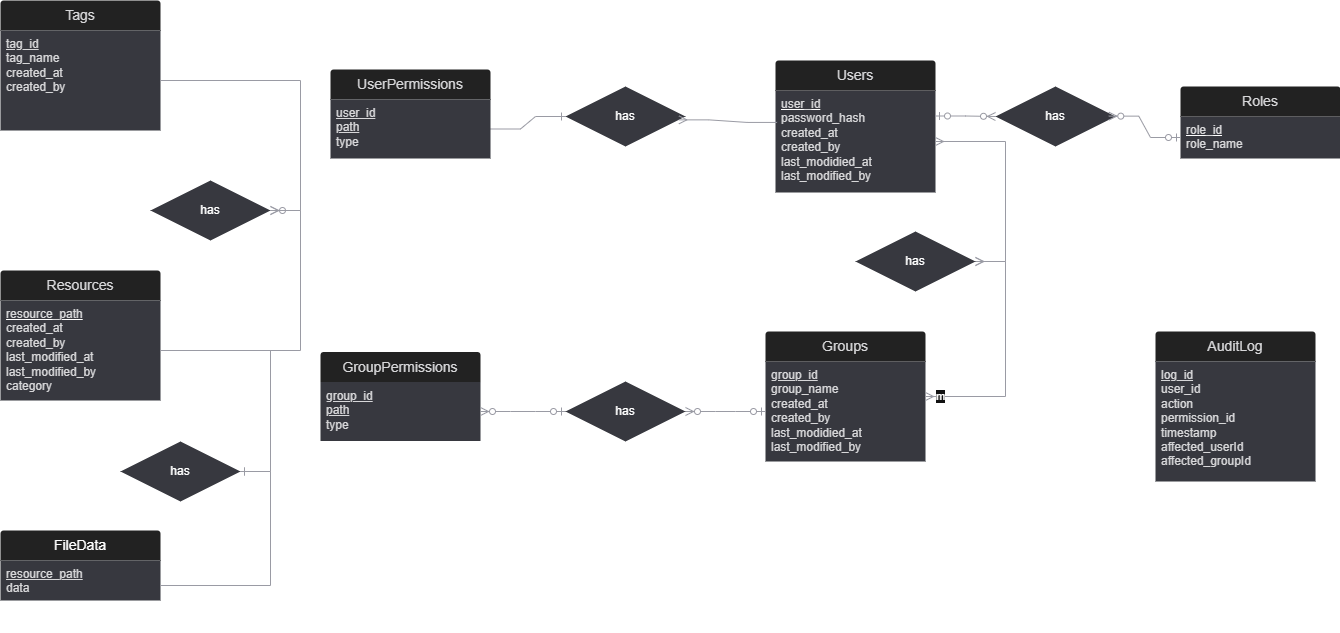 Tags
tag_id
tag_name
created_at
created_by
UserPermissions
user_id
path
type
has
Users
user_id
password_hash
created_at
created_by
last_modidied_at
last_modified_by
has
Roles
role_id
role_name
has
has
Resources
resource_path
created_at
created_by
last_modified_at
last_modified_by
category
GroupPermissions
group_id
path
type
has
Groups
group_id
group_name
created_at
created_by
last_modidied_at
last_modified_by
m
AuditLog
log_id
user_id
action
permission_id
timestamp
affected_userId
affected_groupId
has
FileData
resource_path
data